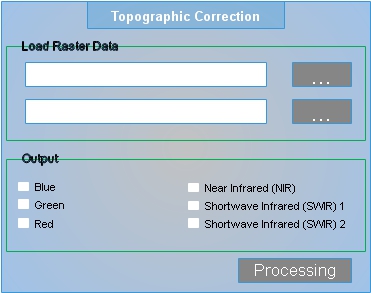 Topographic Correction
Load Raster Data
...
...
Output
Blue
Near Infrared (NIR)
Green
Shortwave Infrared (SWIR) 1
Red
Shortwave Infrared (SWIR) 2
Processing